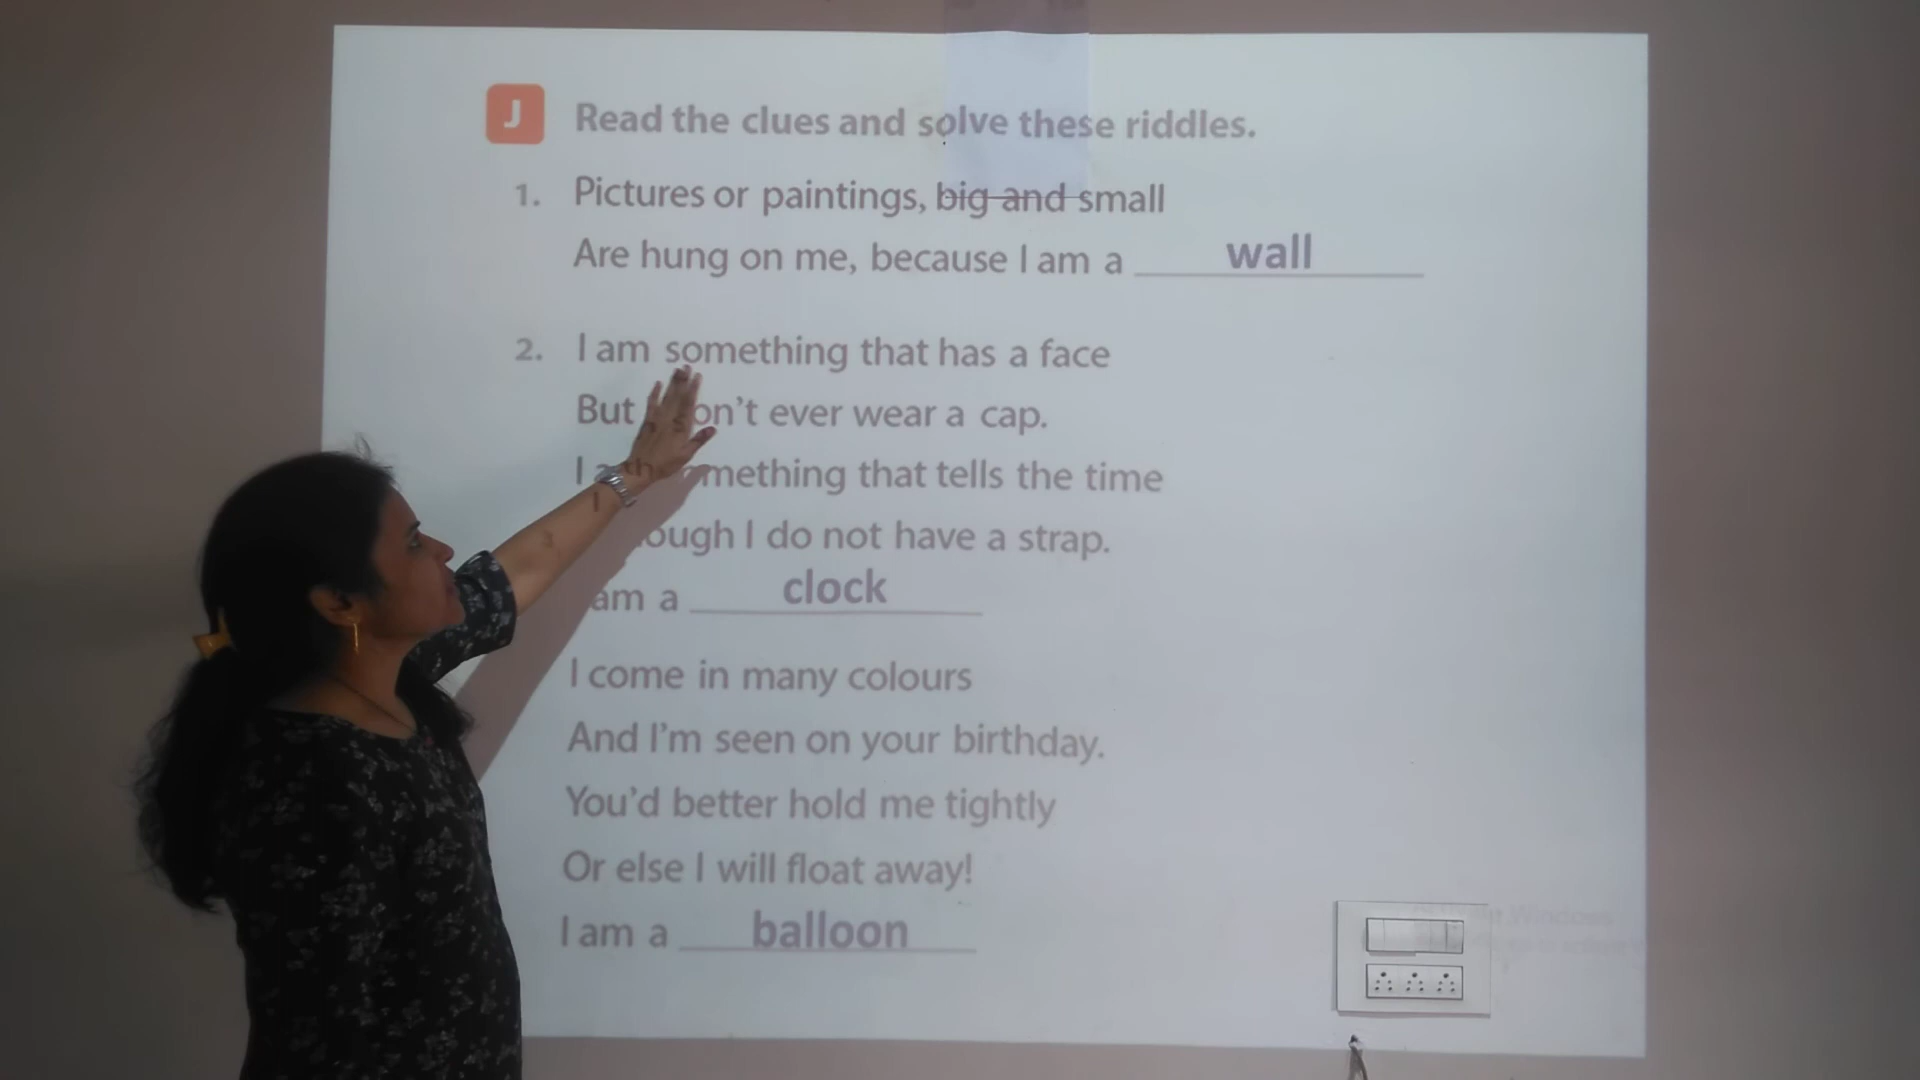 J Read the clues and solve these riddles.
1. Pictures or paintings, big and small
Are hung on me, because I am a wall
2. I am something that has a face
But on't ever wear a cap.
I mething that tells the time
ough I do not have a strap.
am a clock
I come in many colours
And I'm seen on your birthday.
You'd better hold me tightly
Or else I will float away!
I am a balloon
Activate Windows